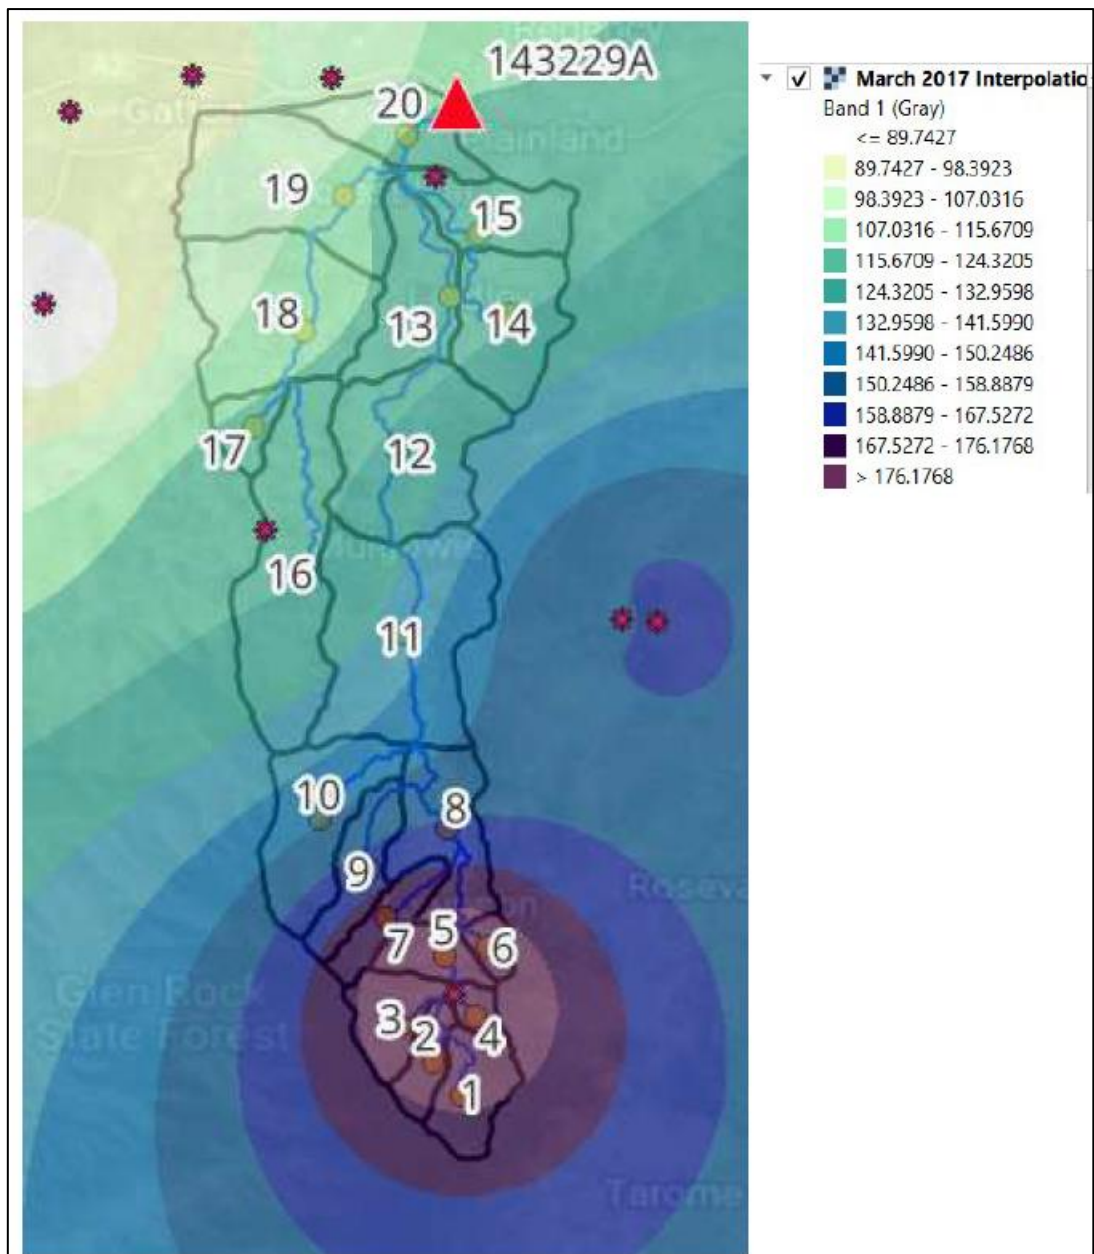 143229A
20
Gatton
Plainland
19
15
18
13
14
17
12
16
11
10
8
9
5
7
6
Glen Rock
State Forest
3
2
4
1
Tarome
March 2017 Interpolatio
Band 1 (Gray)
<= 89.7427
89.7427 - 98.3923
98.3923 - 107.0316
107.0316 - 115.6709
115.6709 - 124.3205
124.3205 - 132.9598
132.9598 - 141.5990
141.5990 - 150.2486
150.2486 - 158.8879
158.8879 - 167.5272
167.5272 - 176.1768
> 176.1768